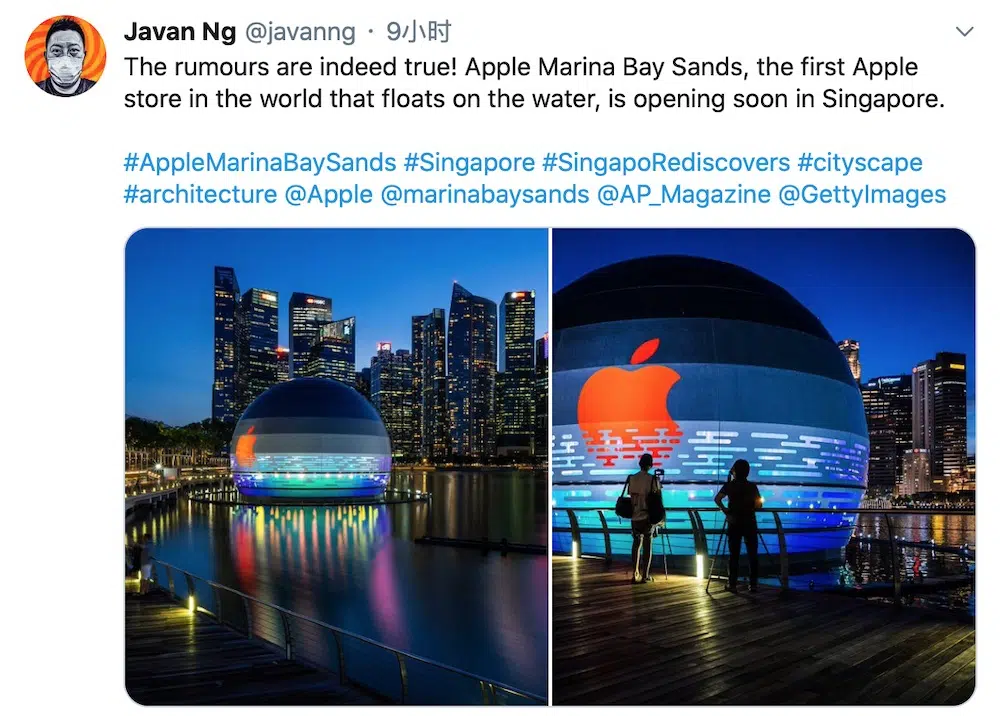 Javan Ng @javanng · 9小时
The rumours are indeed true! Apple Marina Bay Sands, the first Apple
store in the world that floats on the water, is opening soon in Singapore.
#AppleMarinaBaySands #Singapore #SingapoRediscovers #cityscape
#architecture @Apple @marinabaysands @AP_Magazine @GettyImages